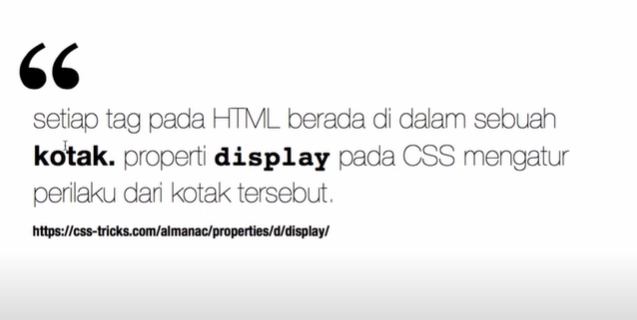 “
setiap tag pada HTML berada di dalam sebuah
kotak. properti display pada CSS mengatur
perilaku dari kotak tersebut.
https://css-tricks.com/almanac/properties/d/display/